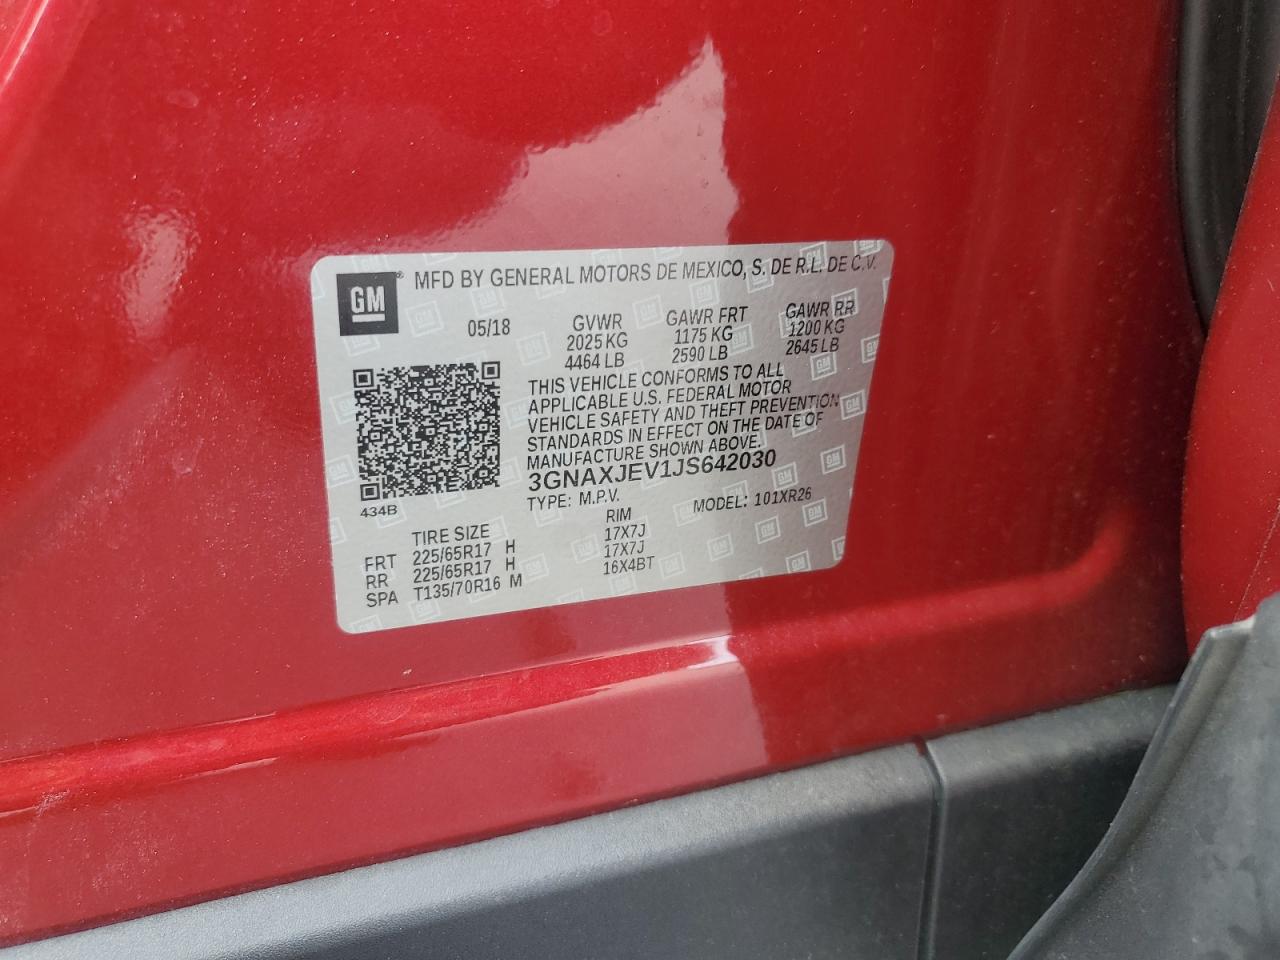 GM
MFD BY GENERAL MOTORS DE MEXICO, S. DE R.L. DE C.V.
05/18 GVWR GAWR FRT GAWR RR
2025 KG 1175 KG 1200 KG
4464 LB 2590 LB 2645 LB
THIS VEHICLE CONFORMS TO ALL
APPLICABLE U.S. FEDERAL MOTOR
VEHICLE SAFETY AND THEFT PREVENTION
STANDARDS IN EFFECT ON THE DATE OF
MANUFACTURE SHOWN ABOVE.
3GNAXJEV1JS642030
TYPE: M.P.V. MODEL: 101XR26
434B
TIRE SIZE RIM
FRT 225/65R17 H 17X7J
RR 225/65R17 H 17X7J
SPA T135/70R16 M 16X4BT